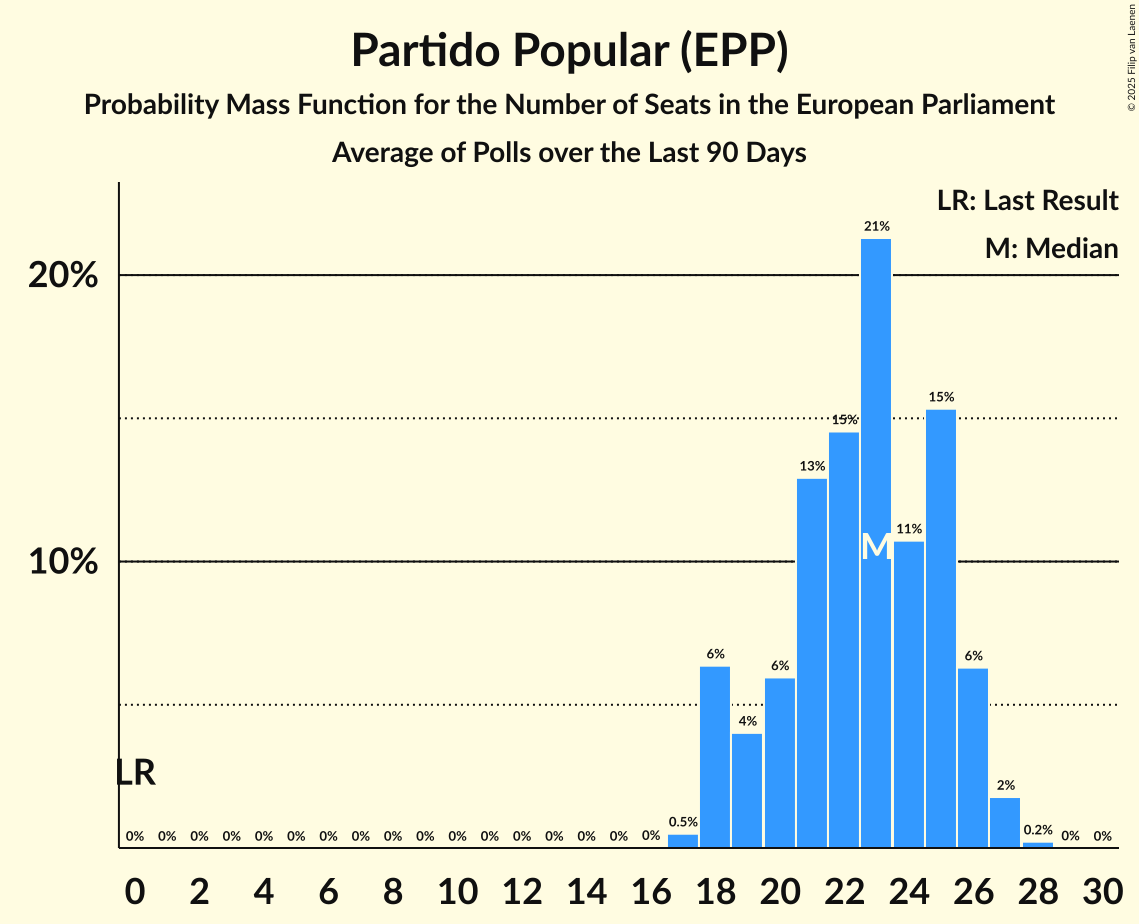 Partido Popular (EPP)
Probability Mass Function for the Number of Seats in the European Parliament
Average of Polls over the Last 90 Days
© 2025 Filip van Laenen
LR: Last Result
M: Median
20%
10%
21%
15%
15%
13%
11%
M
6%
6%
6%
4%
LR
2%
0% 0% 0% 0% 0% 0% 0% 0% 0% 0% 0% 0% 0% 0% 0% 0% 0% 0.5% 0.2% 0% 0%
0 2 4 6 8 10 12 14 16 18 20 22 24 26 28 30